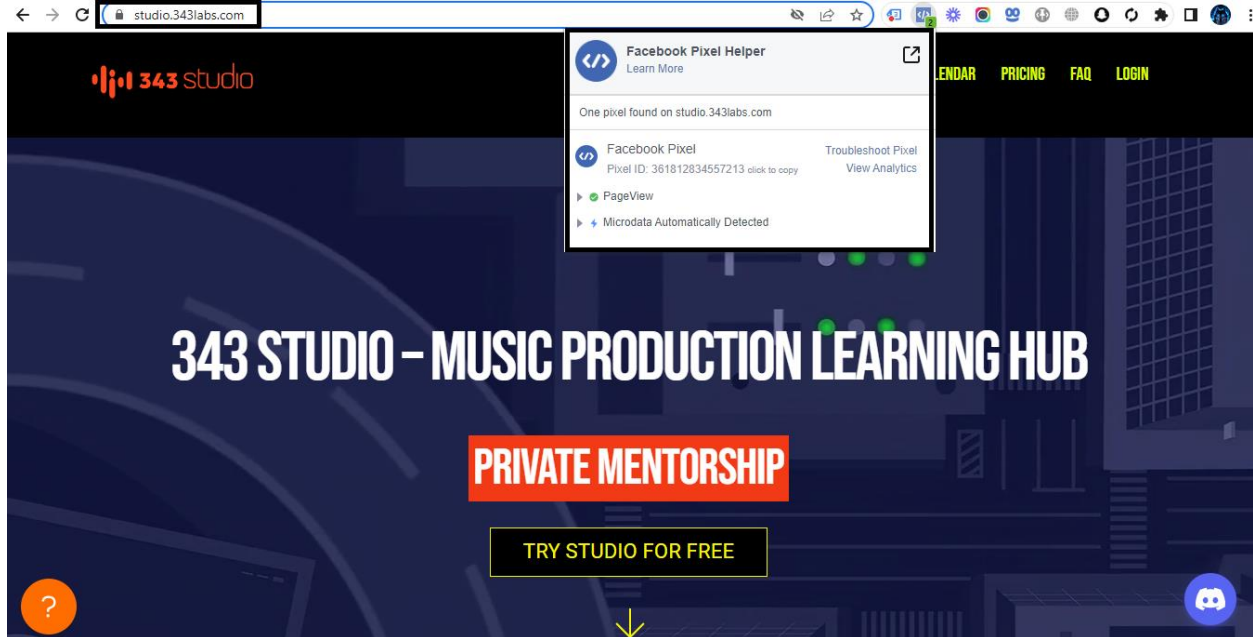 studio.343labs.com
2
343 studio
Facebook Pixel Helper
Learn More
ENDAR PRICING FAQ LOGIN
One pixel found on studio.343labs.com
Facebook Pixel Troubleshoot Pixel
Pixel ID: 361812834557213 click to copy View Analytics
PageView
Microdata Automatically Detected
343 STUDIO – MUSIC PRODUCTION LEARNING HUB
PRIVATE MENTORSHIP
TRY STUDIO FOR FREE
?